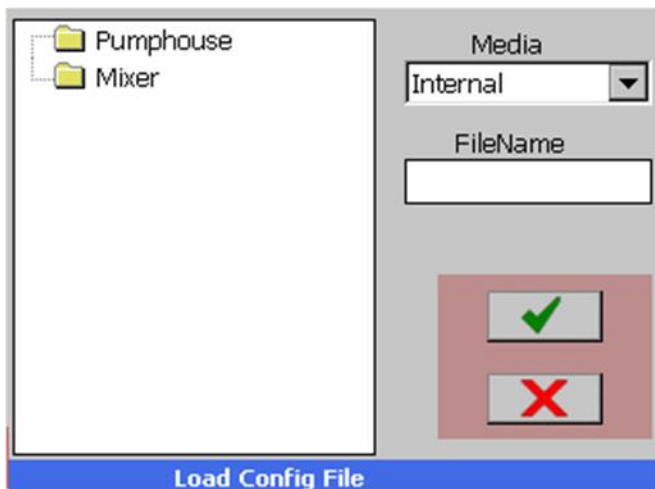 Pumphouse
Mixer
Media
Internal
FileName
Load Config File